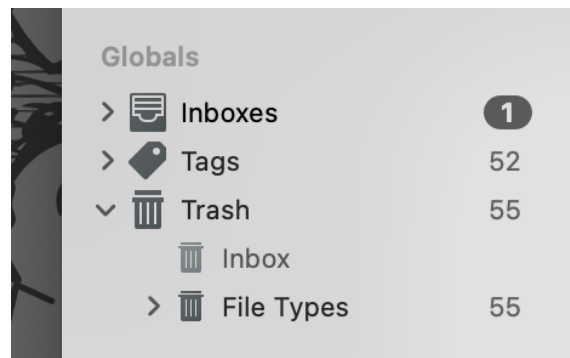 Globals
Inboxes 1
Tags 52
Trash 55
Inbox
File Types 55